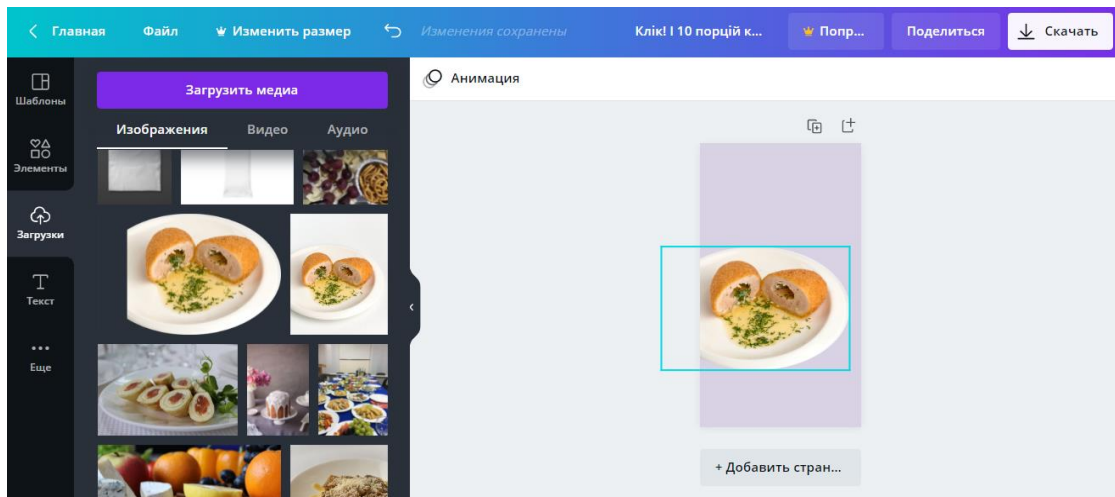 Главная
Файл
Изменить размер
Изменения сохранены
Клік! І 10 порцій к...
Попр...
Поделиться
Скачать
Шаблоны
Элементы
Загрузки
Текст
Еще
Загрузить медиа
Изображения
Видео
Аудио
Анимация
+ Добавить стран...